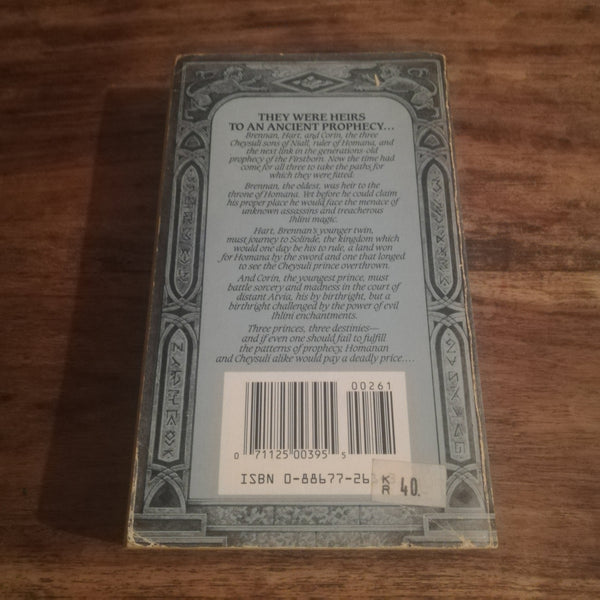 THEY WERE HEIRS
TO AN ANCIENT PROPHECY...
Brennan, Hart, and Corin, the three
Cheysuli sons of Niall, ruler of Homana, and
the next link in the generations-old
prophecy of the Firstborn. Now the time had
come for all three to take the paths for
which they were fated.
Brennan, the oldest, was heir to the
throne of Homana. Yet before he could claim
his proper place he would face the menace of
unknown assassins and treacherous
Ihlini magic.
Hart, Brennan's younger twin,
must journey to Solinde, the kingdom which
would one day be his to rule, a land won
for Homana by the sword and one that longed
to see the Cheysuli prince overthrown.
And Corin, the youngest prince, must
battle sorcery and madness in the court of
distant Atvia, his by birthright, but a
birthright challenged by the power of evil
Ihlini enchantments.
Three princes, three destinies—
and if even one should fail to fulfill
the patterns of prophecy, Homanan
and Cheysuli alike would pay a deadly price....
00261
0 71125 00395 5
ISBN 0-88677-26
KR 40.